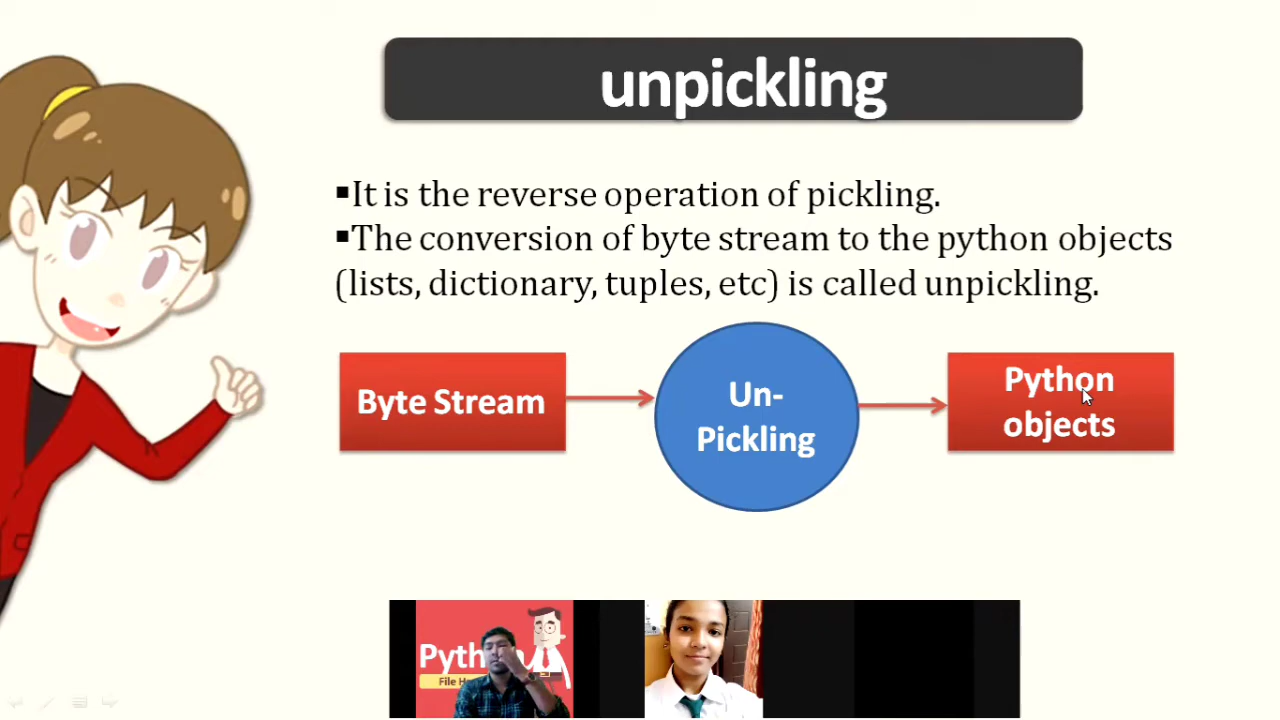 unpickling
▪It is the reverse operation of pickling.
▪The conversion of byte stream to the python objects
(lists, dictionary, tuples, etc) is called unpickling.
Byte Stream
Un-
Pickling
Python
objects